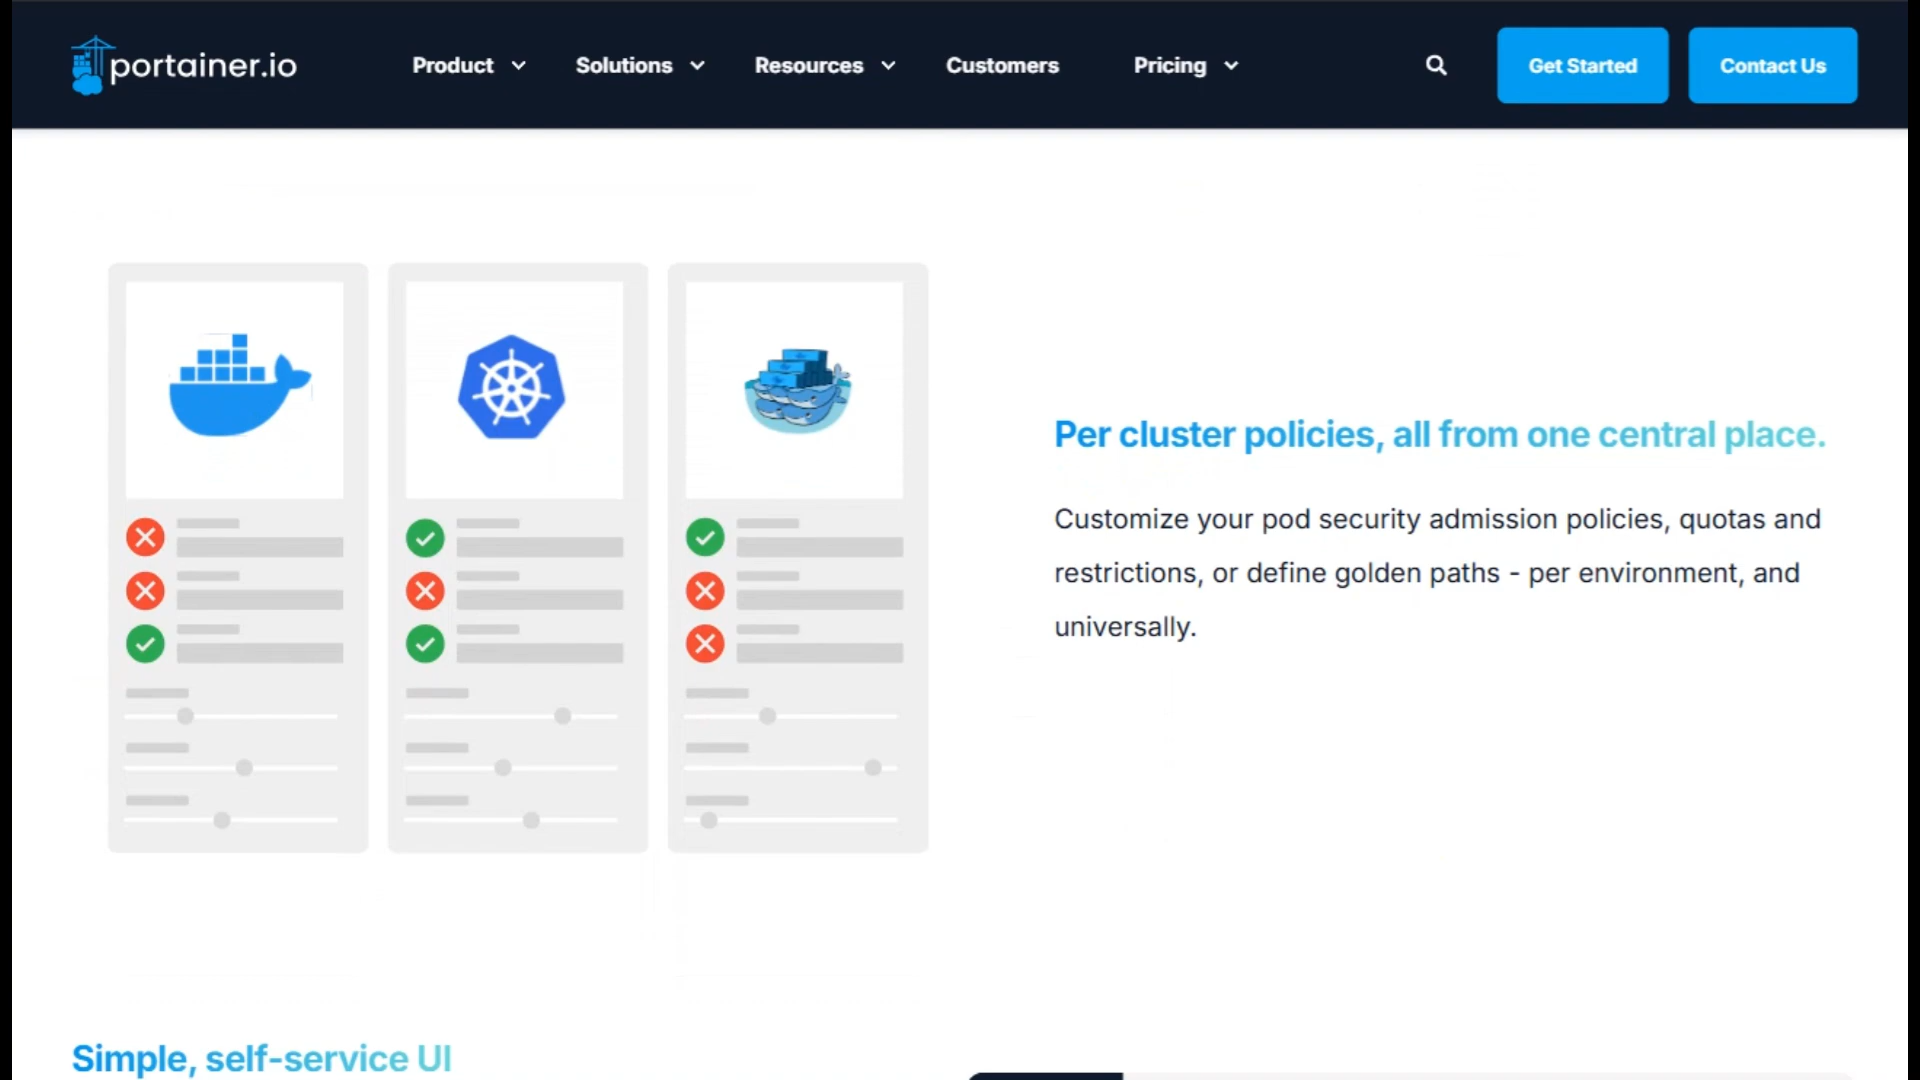 portainer.io
Product
Solutions
Resources
Customers
Pricing
Get Started
Contact Us
Per cluster policies, all from one central place.
Customize your pod security admission policies, quotas and
restrictions, or define golden paths - per environment, and
universally.
Simple, self-service UI